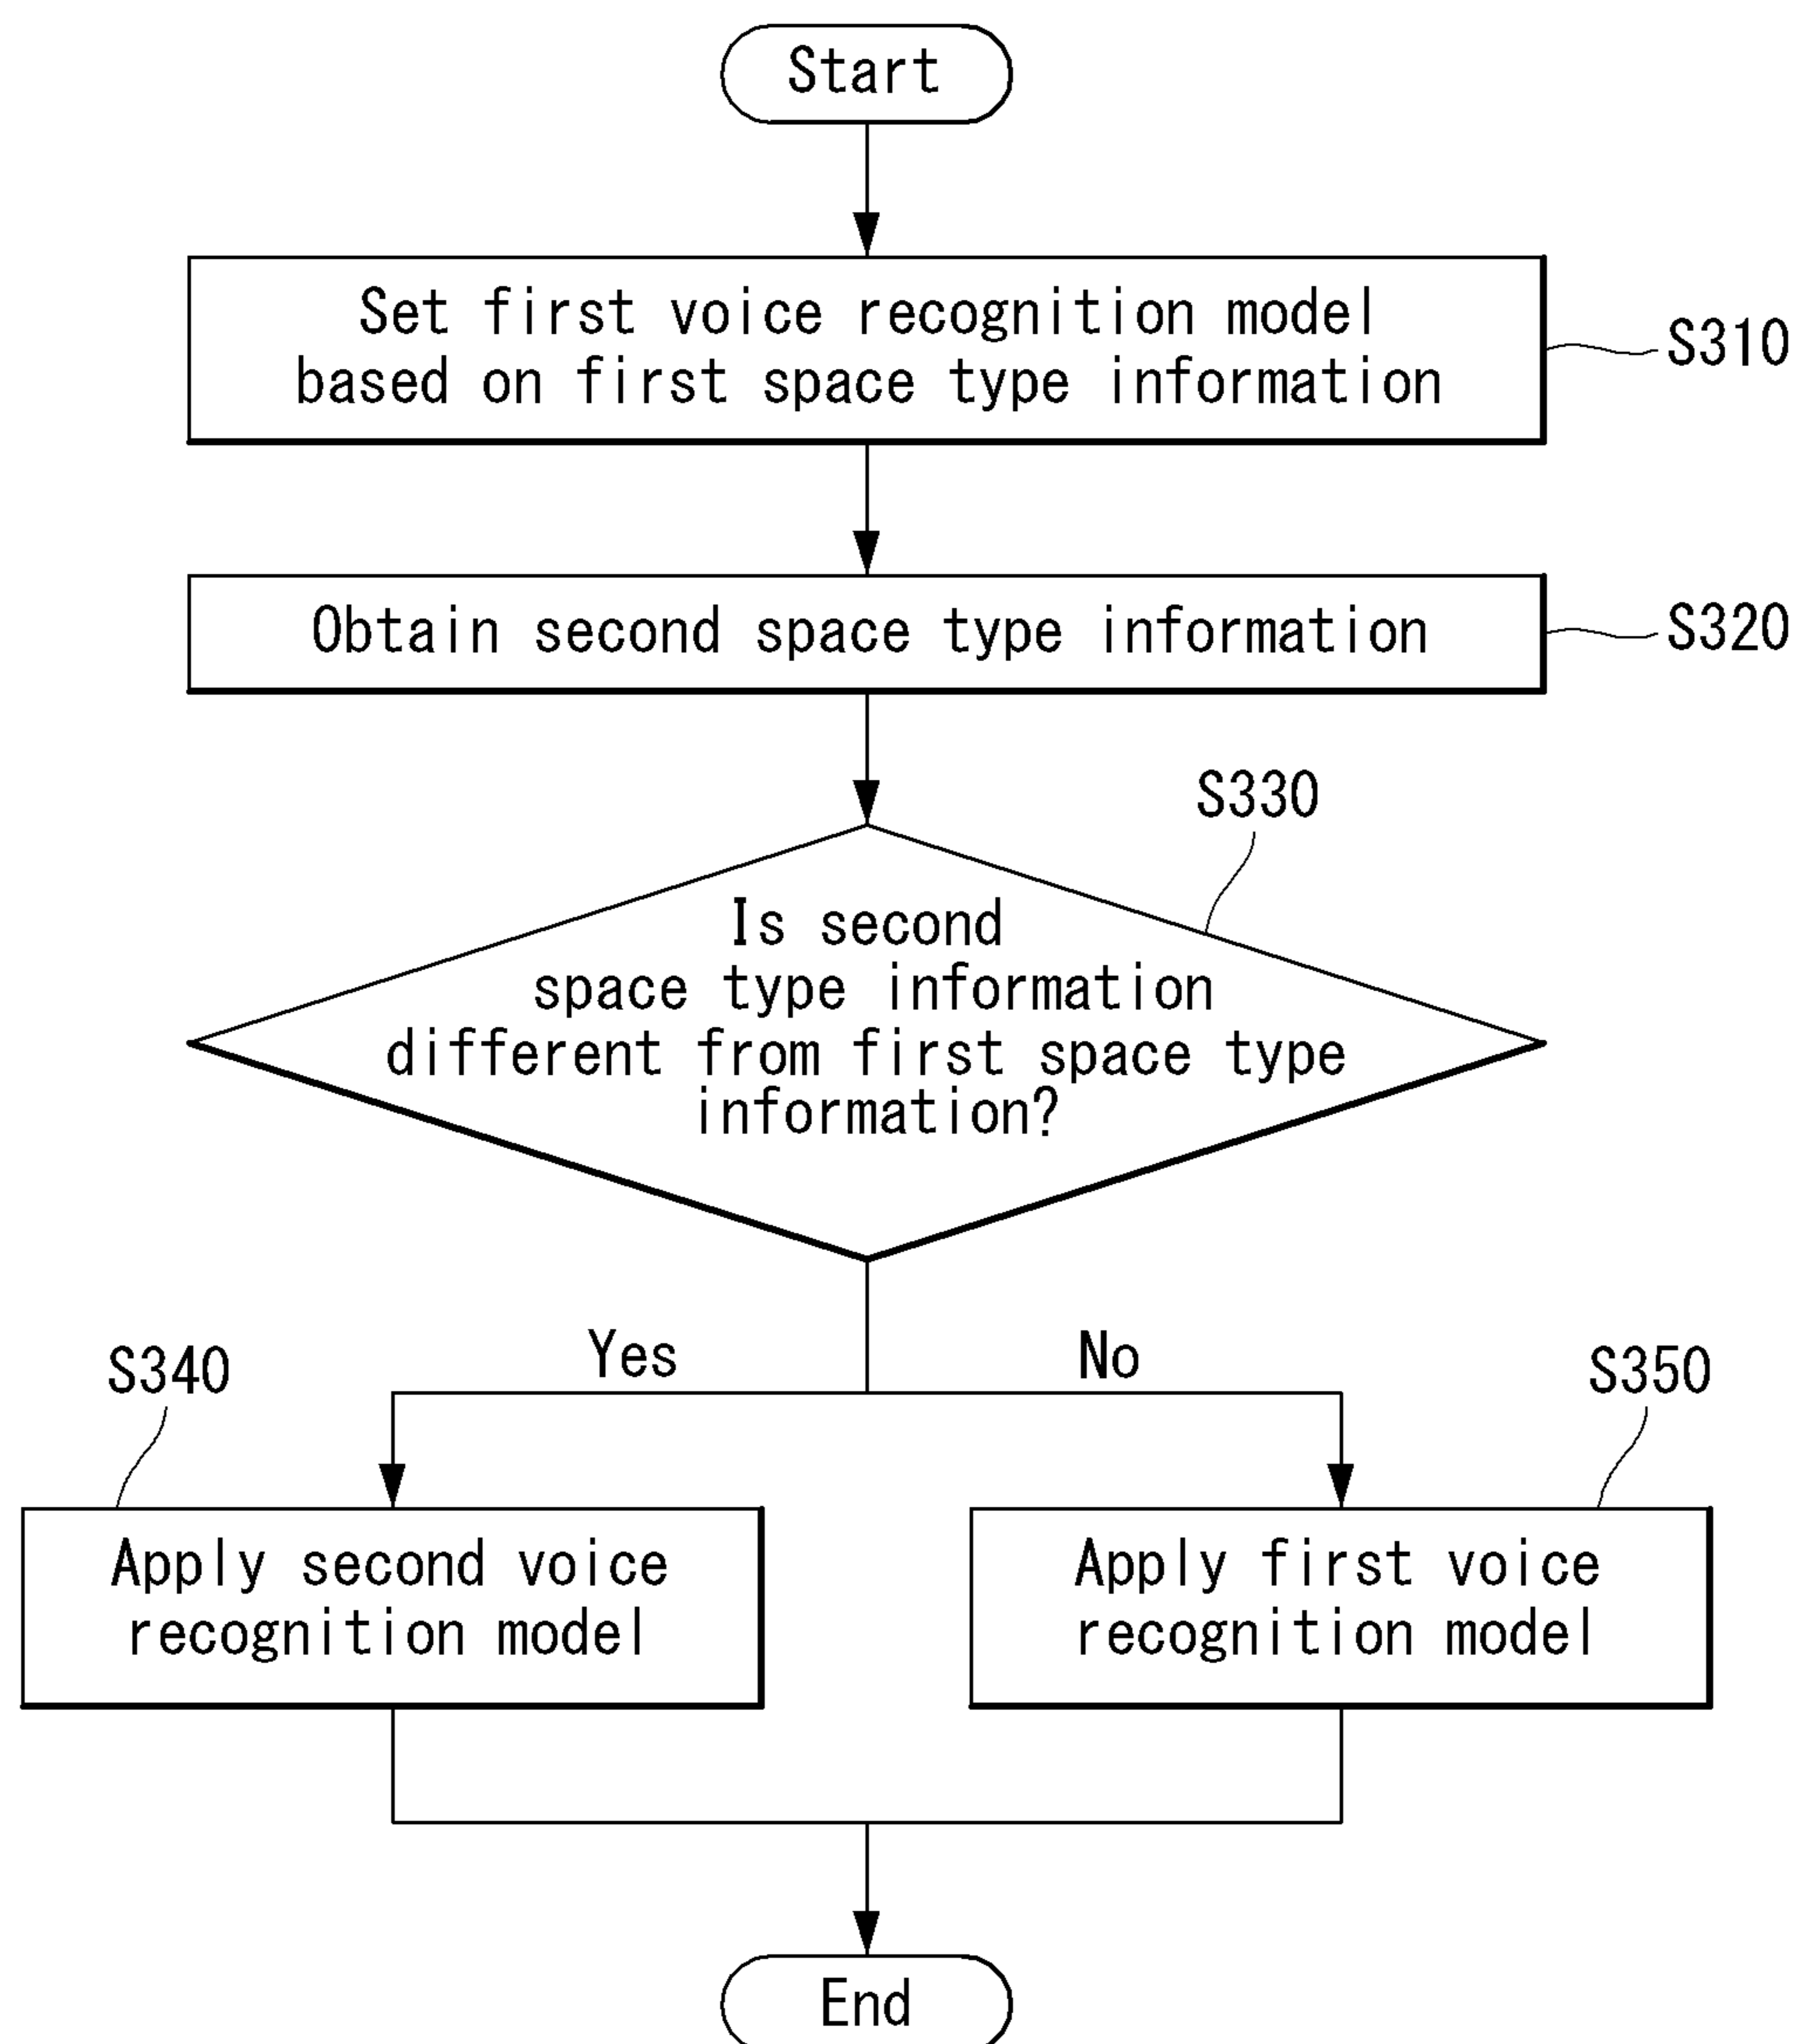 Start
Set first voice recognition model
based on first space type information
S310
Obtain second space type information
S320
S330
Is second
space type information
different from first space type
information?
Yes
No
S340
S350
Apply second voice
recognition model
Apply first voice
recognition model
End